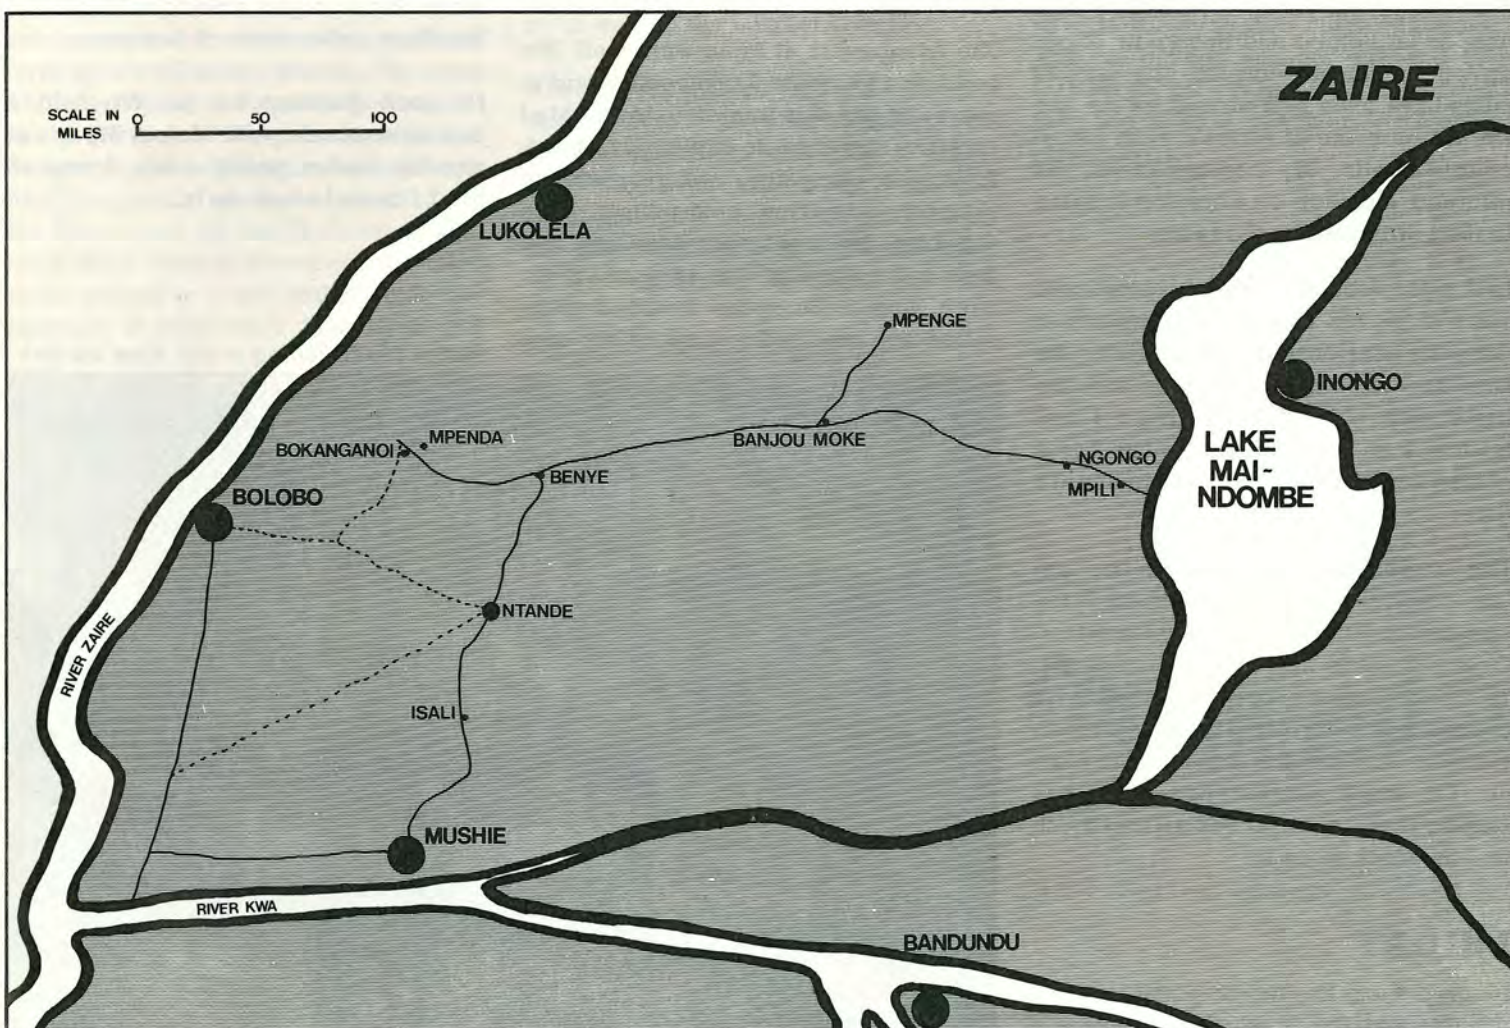 ZAIRE
SCALE IN
MILES
0 50 100
LUKOLELA
MPENGE
INONGO
BANJOU MOKE
LAKE
MAI~
NDOMBE
MPENDA
BOKANGANOI
BENYE
NGONGO
MPILI
BOLOBO
NTANDE
RIVER ZAIRE
ISALI
MUSHIE
RIVER KWA
BANDUNDU